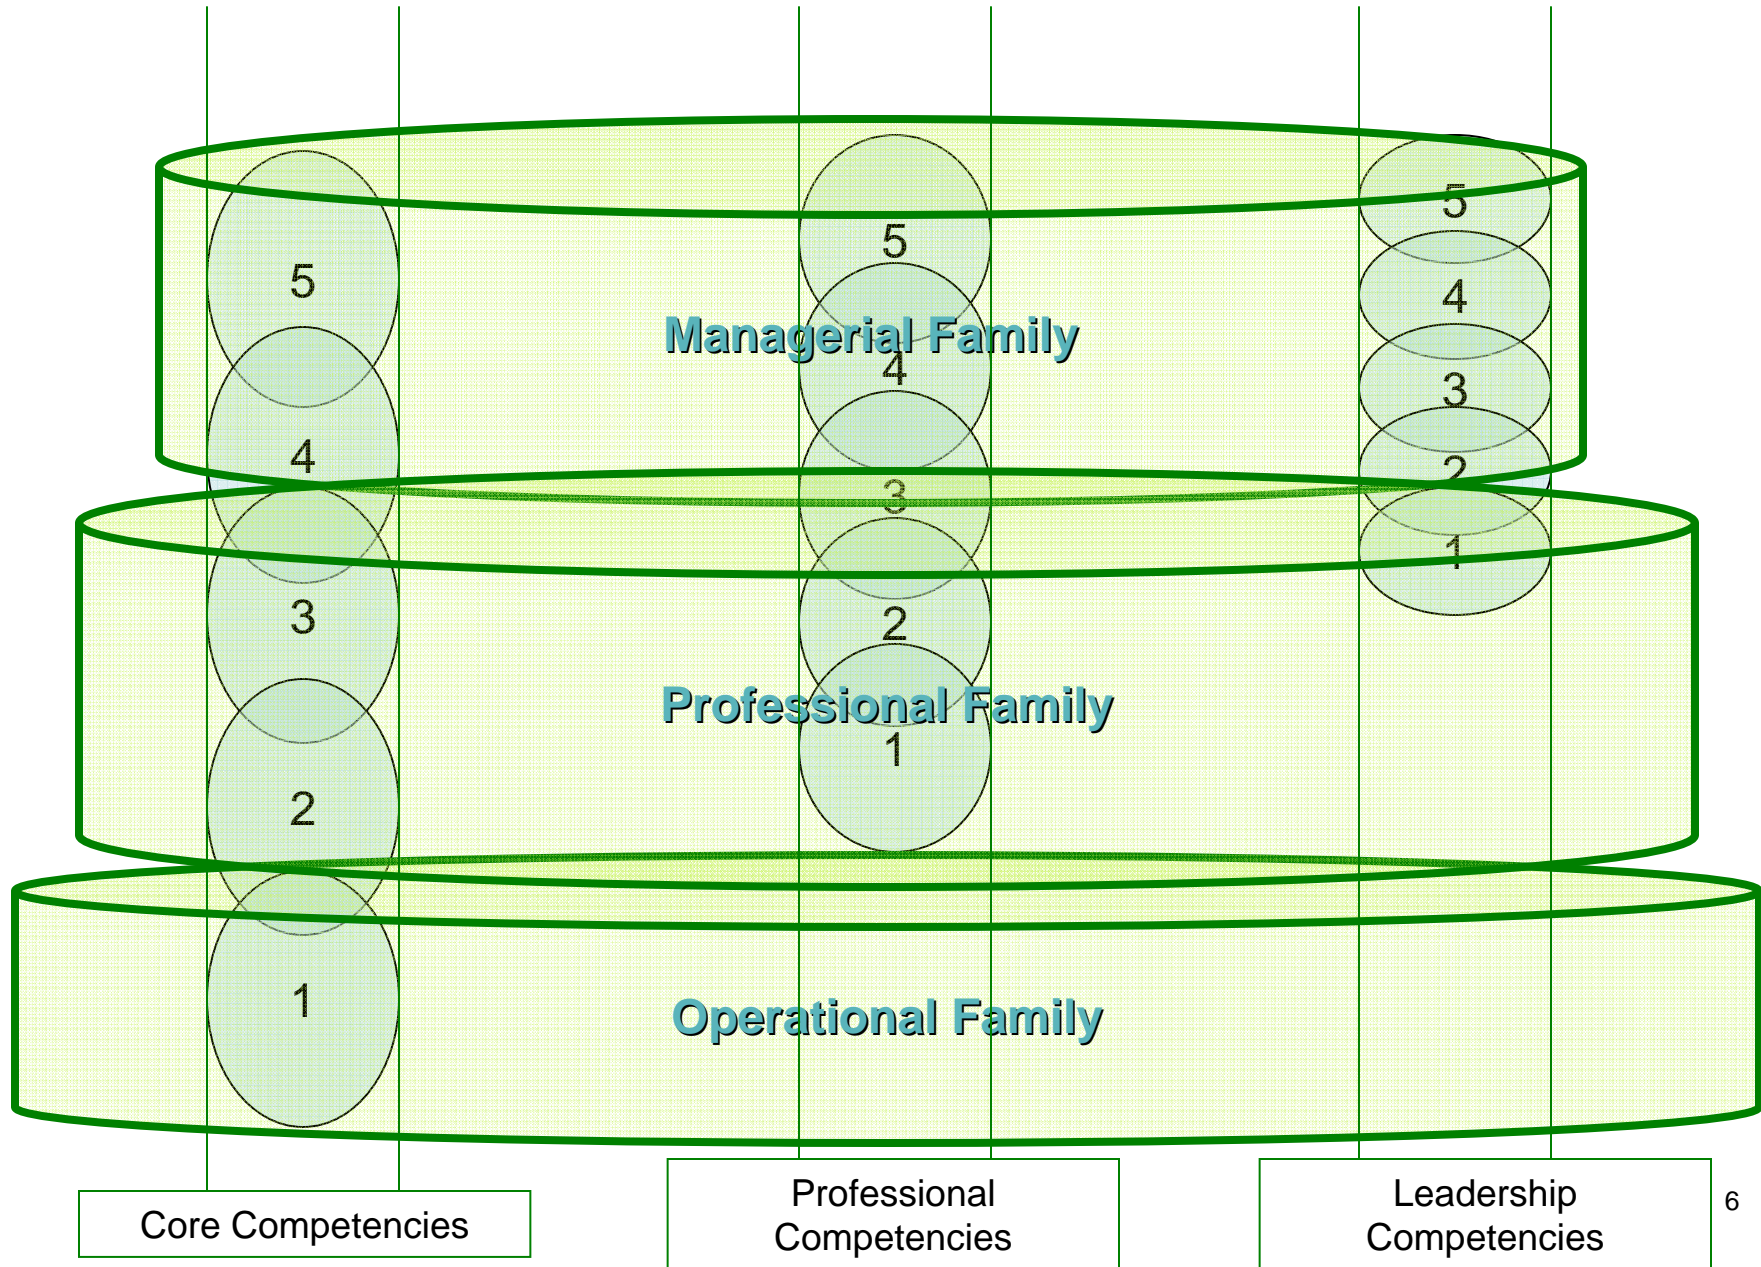 5
4
3
2
1
5
4
3
2
1
5
4
3
2
1
Managerial Family
Professional Family
Operational Family
Core Competencies
Professional
Competencies
Leadership
Competencies
6